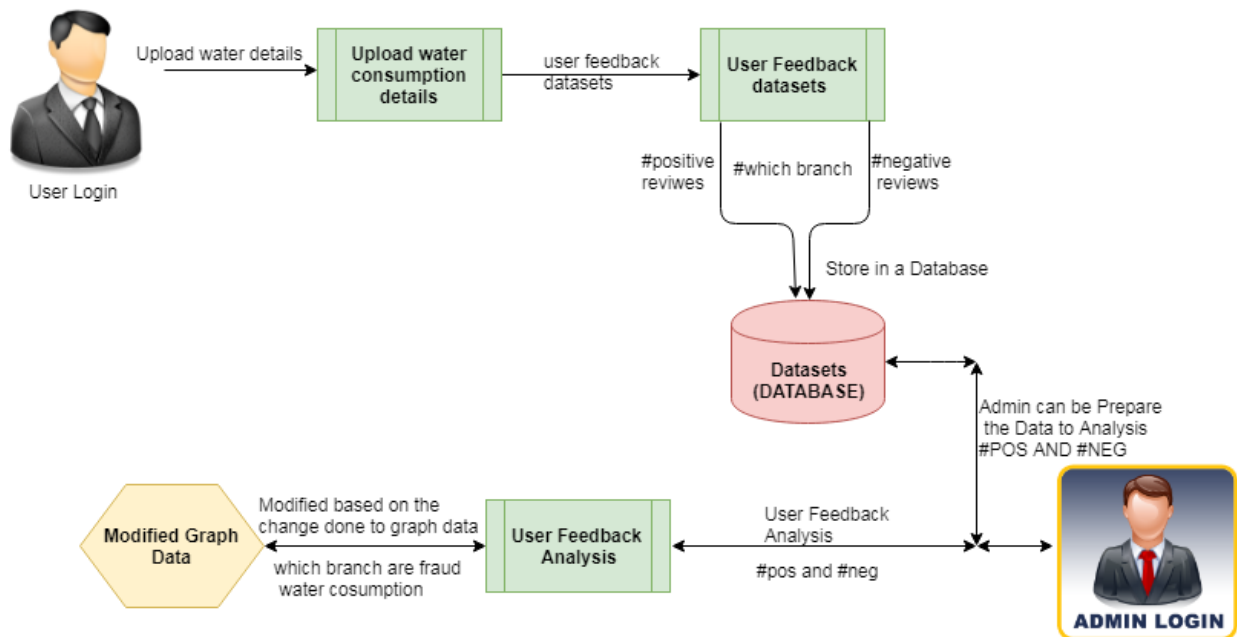 Upload water details
Upload water
consumption
details
user feedback
datasets
User Feedback
datasets
User Login
#positive
reviwes
#which branch
#negative
reviews
Store in a Database
Datasets
(DATABASE)
Admin can be Prepare
the Data to Analysis
#POS AND #NEG
Modified Graph
Data
Modified based on the
change done to graph data
which branch are fraud
water cosumption
User Feedback
Analysis
User Feedback
Analysis
#pos and #neg
ADMIN LOGIN